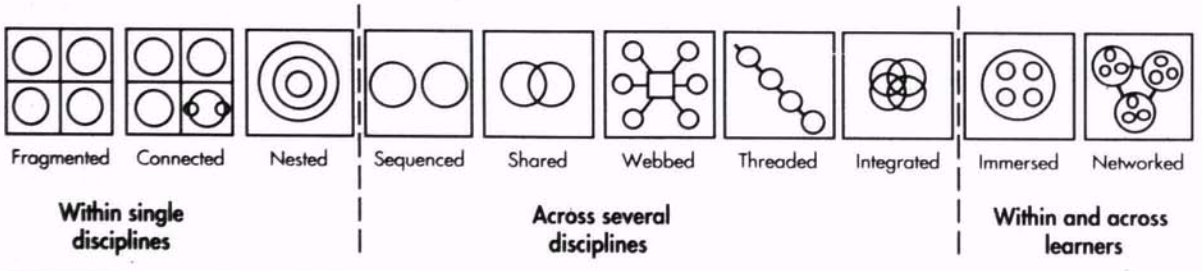 Fragmented Connected Nested Sequenced Shared Webbed Threaded Integrated Immersed Networked
Within single
disciplines
Across several
disciplines
Within and across
learners